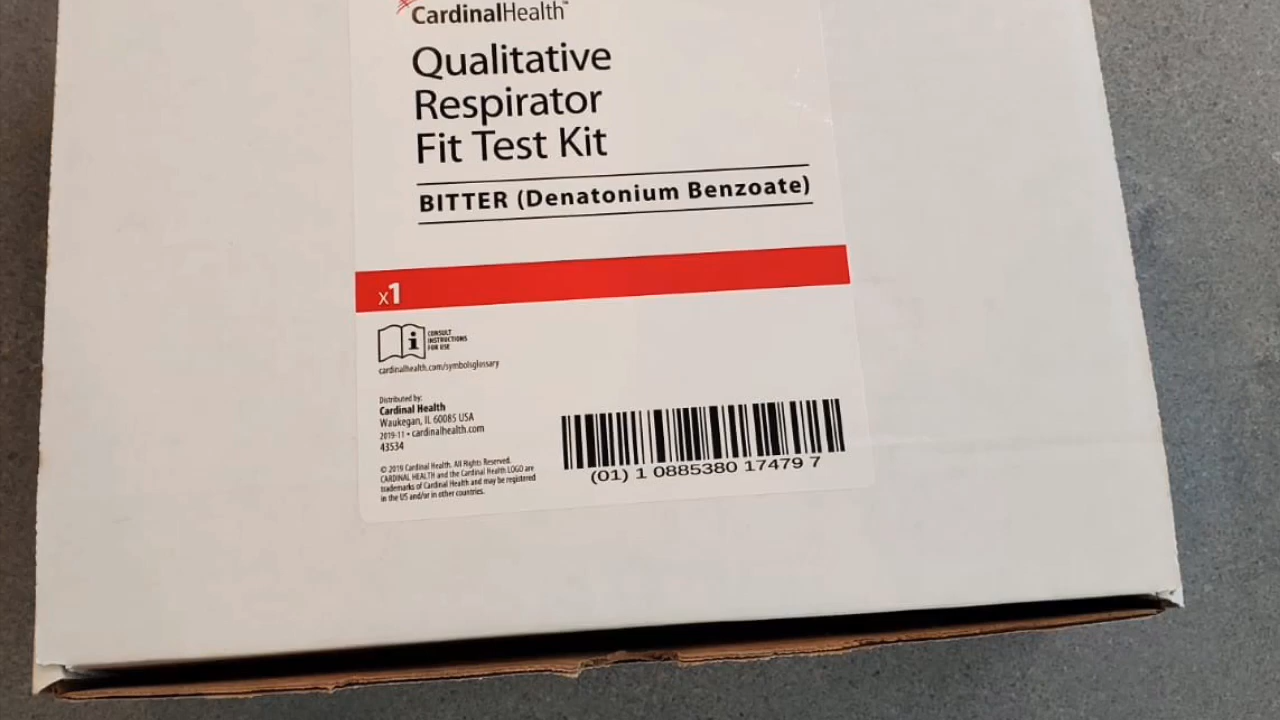 CardinalHealth™
Qualitative
Respirator
Fit Test Kit
BITTER (Denatonium Benzoate)
x1
i
CONSULT
INSTRUCTIONS
FOR USE
cardinalhealth.com/symbolsglossary
Distributed by:
Cardinal Health
Waukegan, IL 60085 USA
2019-11 • cardinalhealth.com
43534
© 2019 Cardinal Health. All Rights Reserved.
CARDINAL HEALTH and the Cardinal Health LOGO are
trademarks of Cardinal Health and may be registered
in the US and/or in other countries.
(01) 1 0885380 17479 7